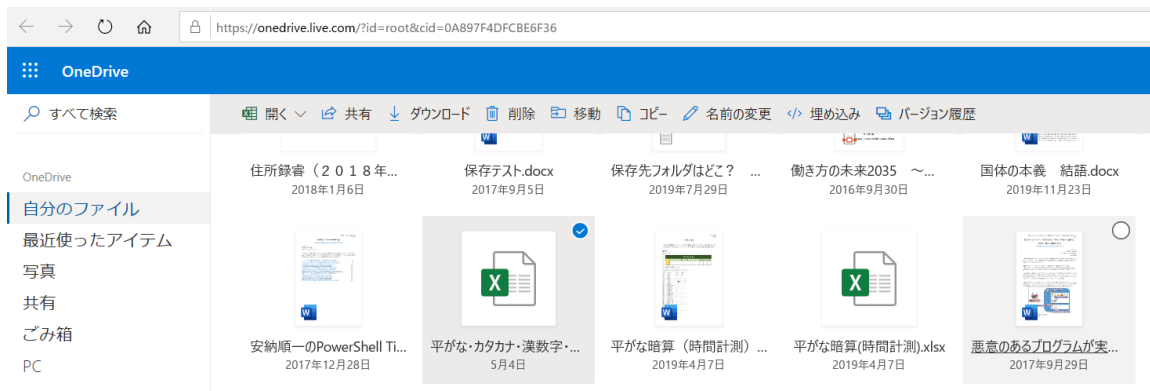 https://onedrive.live.com/?id=root&cid=0A897F4DFCBE6F36
OneDrive
すべて検索
開く 共有 ダウンロード 削除 移動 コピー 名前の変更 埋め込み バージョン履歴
OneDrive
自分のファイル
最近使ったアイテム
写真
共有
ごみ箱
PC
住所録睿（２０１８年... 保存テスト.docx 保存先フォルダはどこ？ ... 働き方の未来2035 ～... 国体の本義 結語.docx
2018年1月6日 2017年9月5日 2019年7月29日 2016年9月30日 2019年11月23日
安納順一のPowerShell Ti... 平がな・カタカナ・漢数字・... 平がな暗算（時間計測）... 平がな暗算(時間計測).xlsx 悪意のあるプログラムが実...
2017年12月28日 5月4日 2019年4月7日 2019年4月7日 2017年9月29日